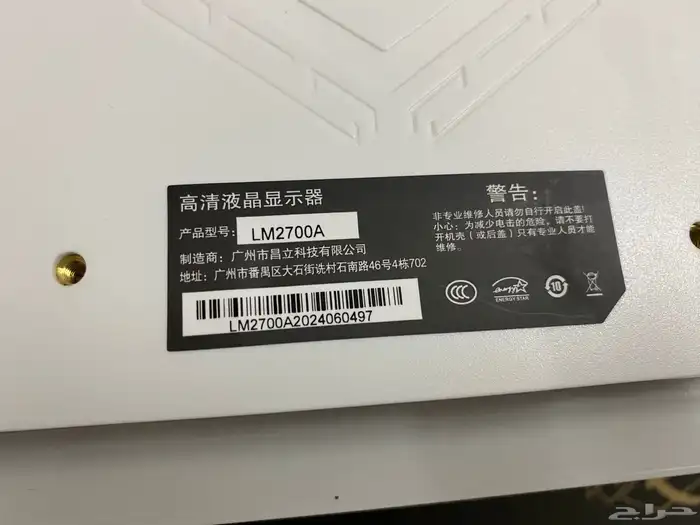 高清液晶显示器
产品型号: LM2700A
制造商：广州市昌立科技有限公司
地址：广州市番禺区大石街诜村石南路46号4栋702
LM2700A2024060497
警告：
非专业维修人员请勿自行开启此盖!
小心：为减少电击的危险，请不要打
开机壳（或后盖）只有专业人员才能
维修。
CCC
energy
ENERGY STAR
10
حراج